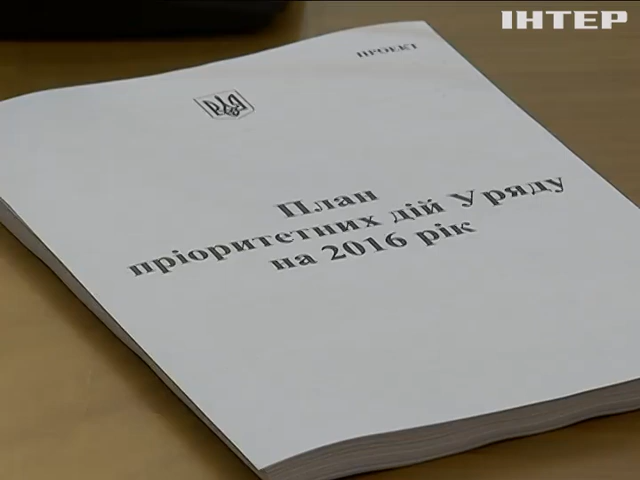 ІНТЕР
ПРОЕКТ
План
пріоритетних дій Уряду
на 2016 рік